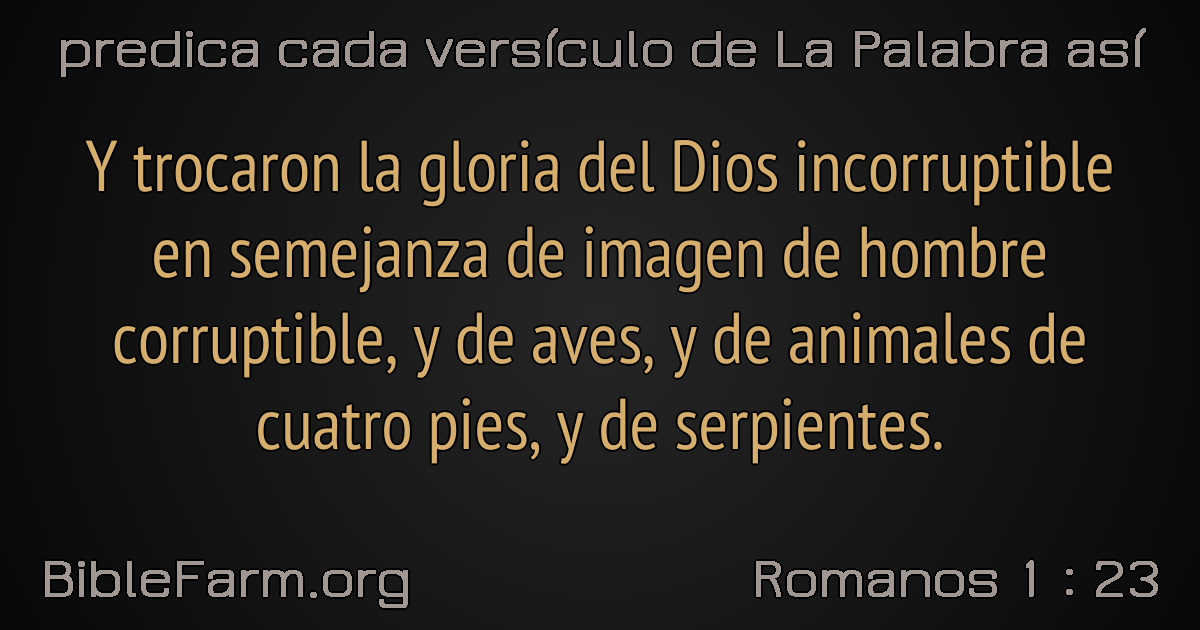 predica cada versículo de La Palabra así
Y trocaron la gloria del Dios incorruptible
en semejanza de imagen de hombre
corruptible, y de aves, y de animales de
cuatro pies, y de serpientes.
BibleFarm.org
Romanos 1 : 23